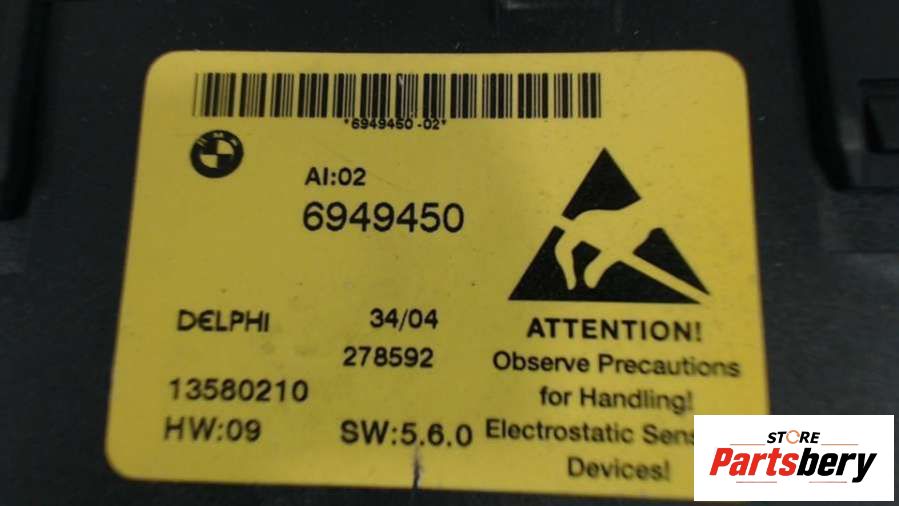 *6949450-02*
AI:02
6949450
DELPHI
34/04
278592
13580210
HW:09
SW:5.6.0
ATTENTION!
Observe Precautions
for Handling!
Electrostatic Sens
Devices!
STORE
Partsbery